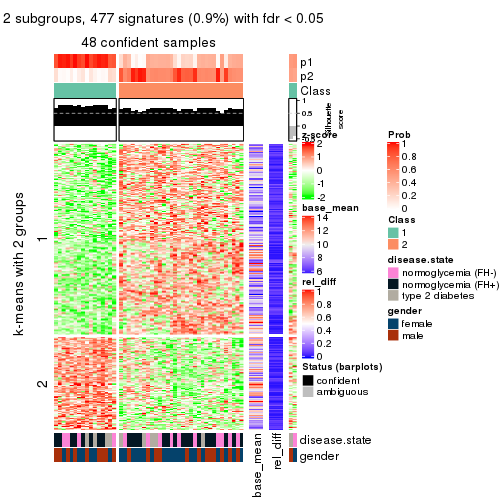 2 subgroups, 477 signatures (0.9%) with fdr < 0.05
48 confident samples
p1
p2
Class
1
0.5
0
Silhouette
score
k-means with 2 groups
1
2
z-score
2
1
0
-1
-2
base_mean
14
12
10
8
6
rel_diff
1
0.8
0.6
0.4
0.2
0
Status (barplots)
confident
ambiguous
Prob
1
0.8
0.6
0.4
0.2
0
Class
1
2
disease.state
normoglycemia (FH-)
normoglycemia (FH+)
type 2 diabetes
gender
female
male
disease.state
gender
base_mean
rel_diff